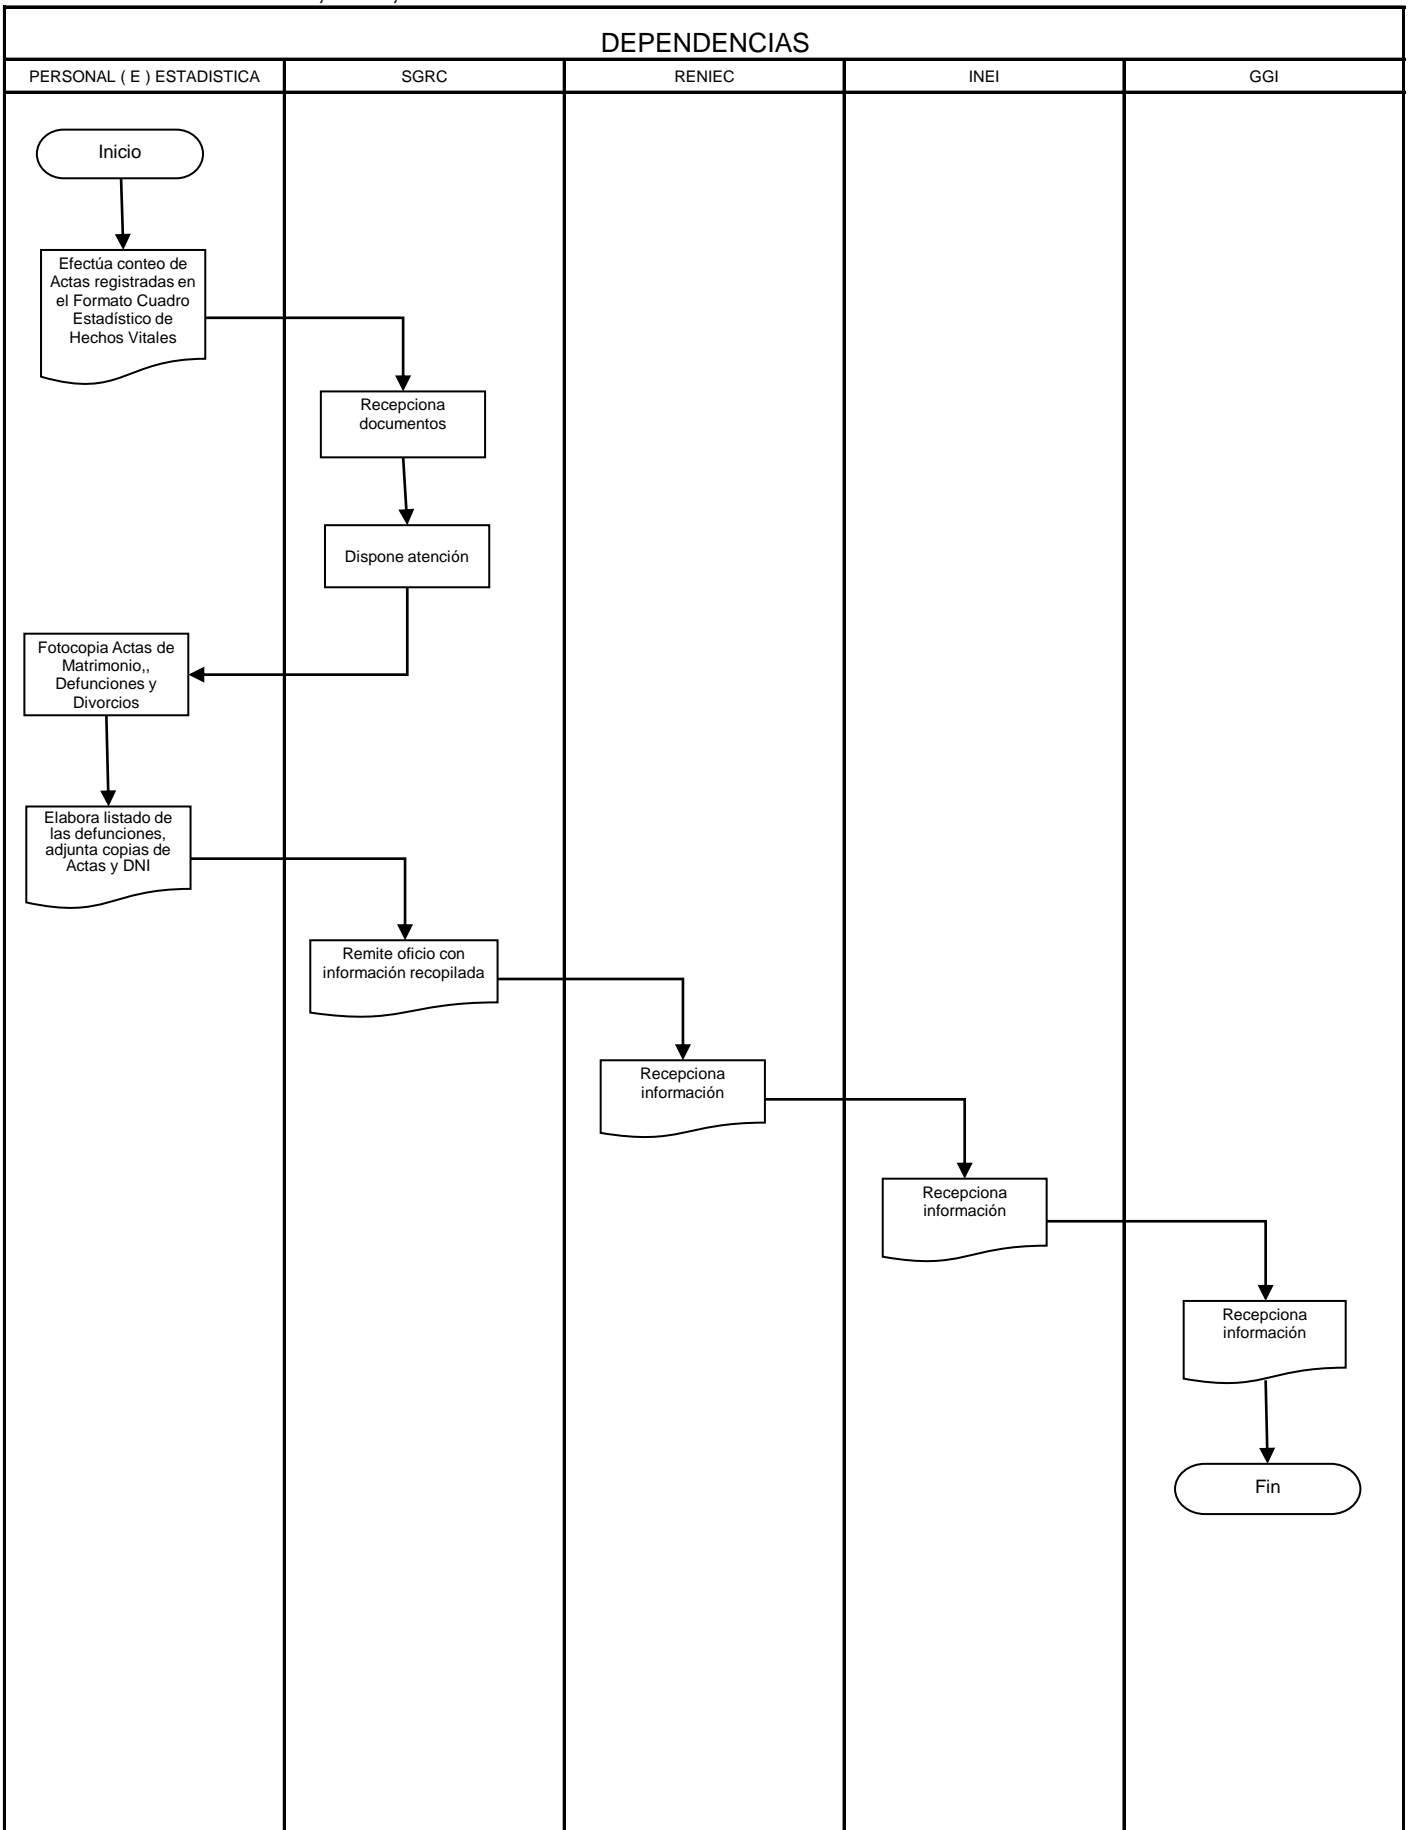 DEPENDENCIAS
PERSONAL ( E ) ESTADISTICA
SGRC
RENIEC
INEI
GGI
Inicio
Efectúa conteo de
Actas registradas en
el Formato Cuadro
Estadístico de
Hechos Vitales
Recepciona
documentos
Dispone atención
Fotocopia Actas de
Matrimonio,,
Defunciones y
Divorcios
Elabora listado de
las defunciones,
adjunta copias de
Actas y DNI
Remite oficio con
información recopilada
Recepciona
información
Recepciona
información
Recepciona
información
Fin